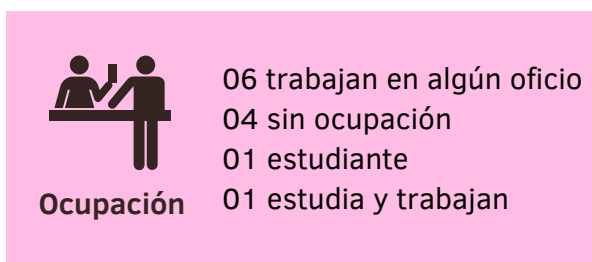 06 trabajan en algún oficio
04 sin ocupación
01 estudiante
01 estudia y trabajan
Ocupación